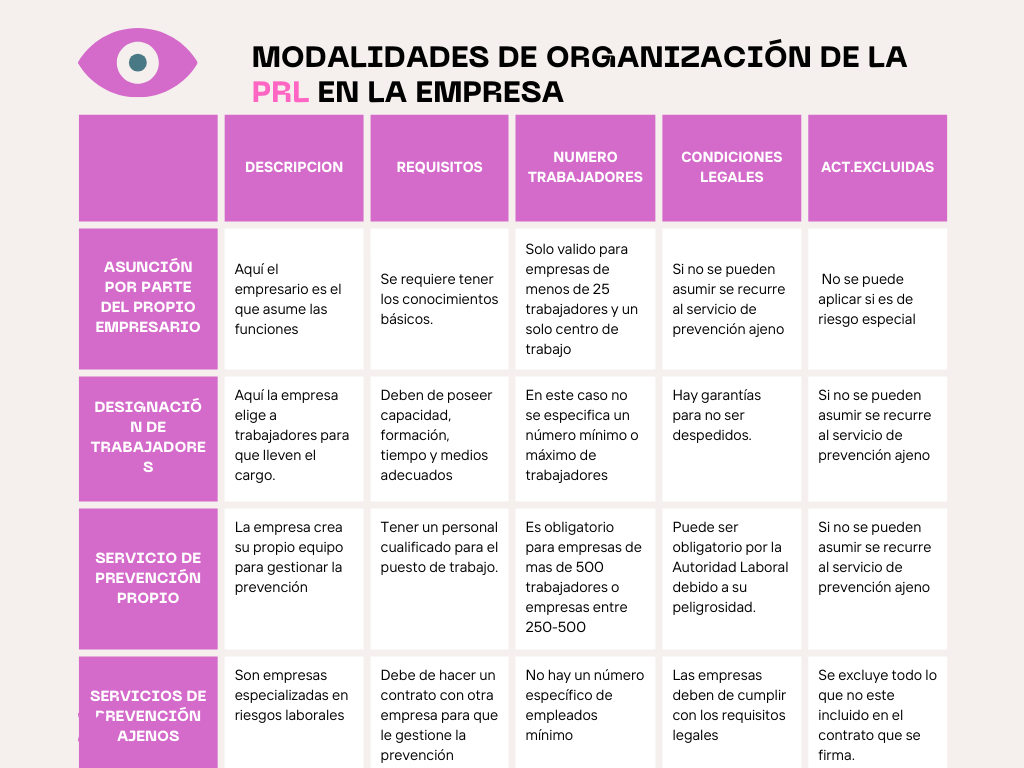 MODALIDADES DE ORGANIZACIÓN DE LA
PRL EN LA EMPRESA
DESCRIPCION
REQUISITOS
NUMERO
TRABAJADORES
CONDICIONES
LEGALES
ACT.EXCLUIDAS
ASUNCIÓN
POR PARTE
DEL PROPIO
EMPRESARIO
Aquí el
empresario es el
que asume las
funciones
Se requiere tener
los conocimientos
básicos.
Solo valido para
empresas de
menos de 25
trabajadores y un
solo centro de
trabajo
Si no se pueden
asumir se recurre
al servicio de
prevención ajeno
No se puede
aplicar si es de
riesgo especial
DESIGNACIÓ
N DE
TRABAJADORE
S
Aquí la empresa
elige a
trabajadores para
que lleven el
cargo.
Deben de poseer
capacidad,
formación,
tiempo y medios
adecuados
En este caso no
se especifica un
número mínimo o
máximo de
trabajadores
Hay garantías
para no ser
despedidos.
Si no se pueden
asumir se recurre
al servicio de
prevención ajeno
SERVICIO DE
PREVENCIÓN
PROPIO
La empresa crea
su propio equipo
para gestionar la
prevención
Tener un personal
cualificado para el
puesto de trabajo.
Es obligatorio
para empresas de
mas de 500
trabajadores o
empresas entre
250-500
Puede ser
obligatorio por la
Autoridad Laboral
debido a su
peligrosidad.
Si no se pueden
asumir se recurre
al servicio de
prevención ajeno
SERVICIOS DE
PREVENCIÓN
AJENOS
Son empresas
especializadas en
riesgos laborales
Debe de hacer un
contrato con otra
empresa para que
le gestione la
prevención
No hay un número
específico de
empleados
mínimo
Las empresas
deben de cumplir
con los requisitos
legales
Se excluye todo lo
que no este
incluido en el
contrato que se
firma.